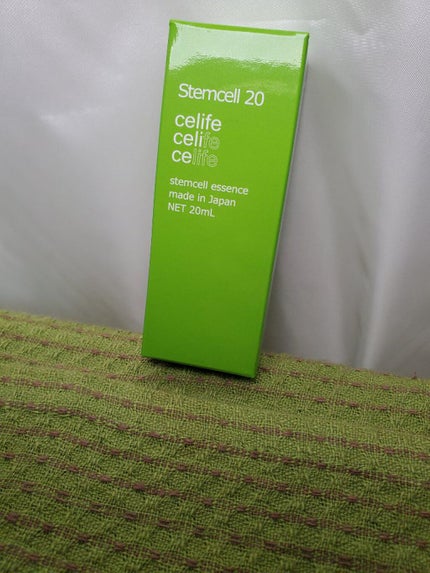 Stemcell 20
celife
celife
celife
stemcell essence
made in Japan
NET 20mL